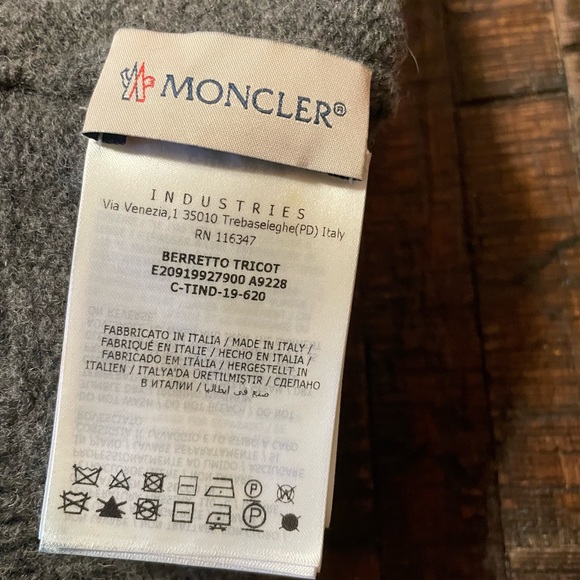 MONCLER®
INDUSTRIES
Via Venezia,1 35010 Trebaseleghe(PD) Italy
RN 116347
BERRETTO TRICOT
E20919927900 A9228
C-TIND-19-620
FABBRICATO IN ITALIA / MADE IN ITALY /
FABRIQUÉ EN ITALIE / HECHO EN ITALIA /
FABRICADO EM ITÀLIA / HERGESTELLT IN
ITALIEN / ITALYA'DA ÜRETILMIŞTIR / СДЕЛАНО
В ИТАЛИИ / صنع في ايطاليا
P W
P